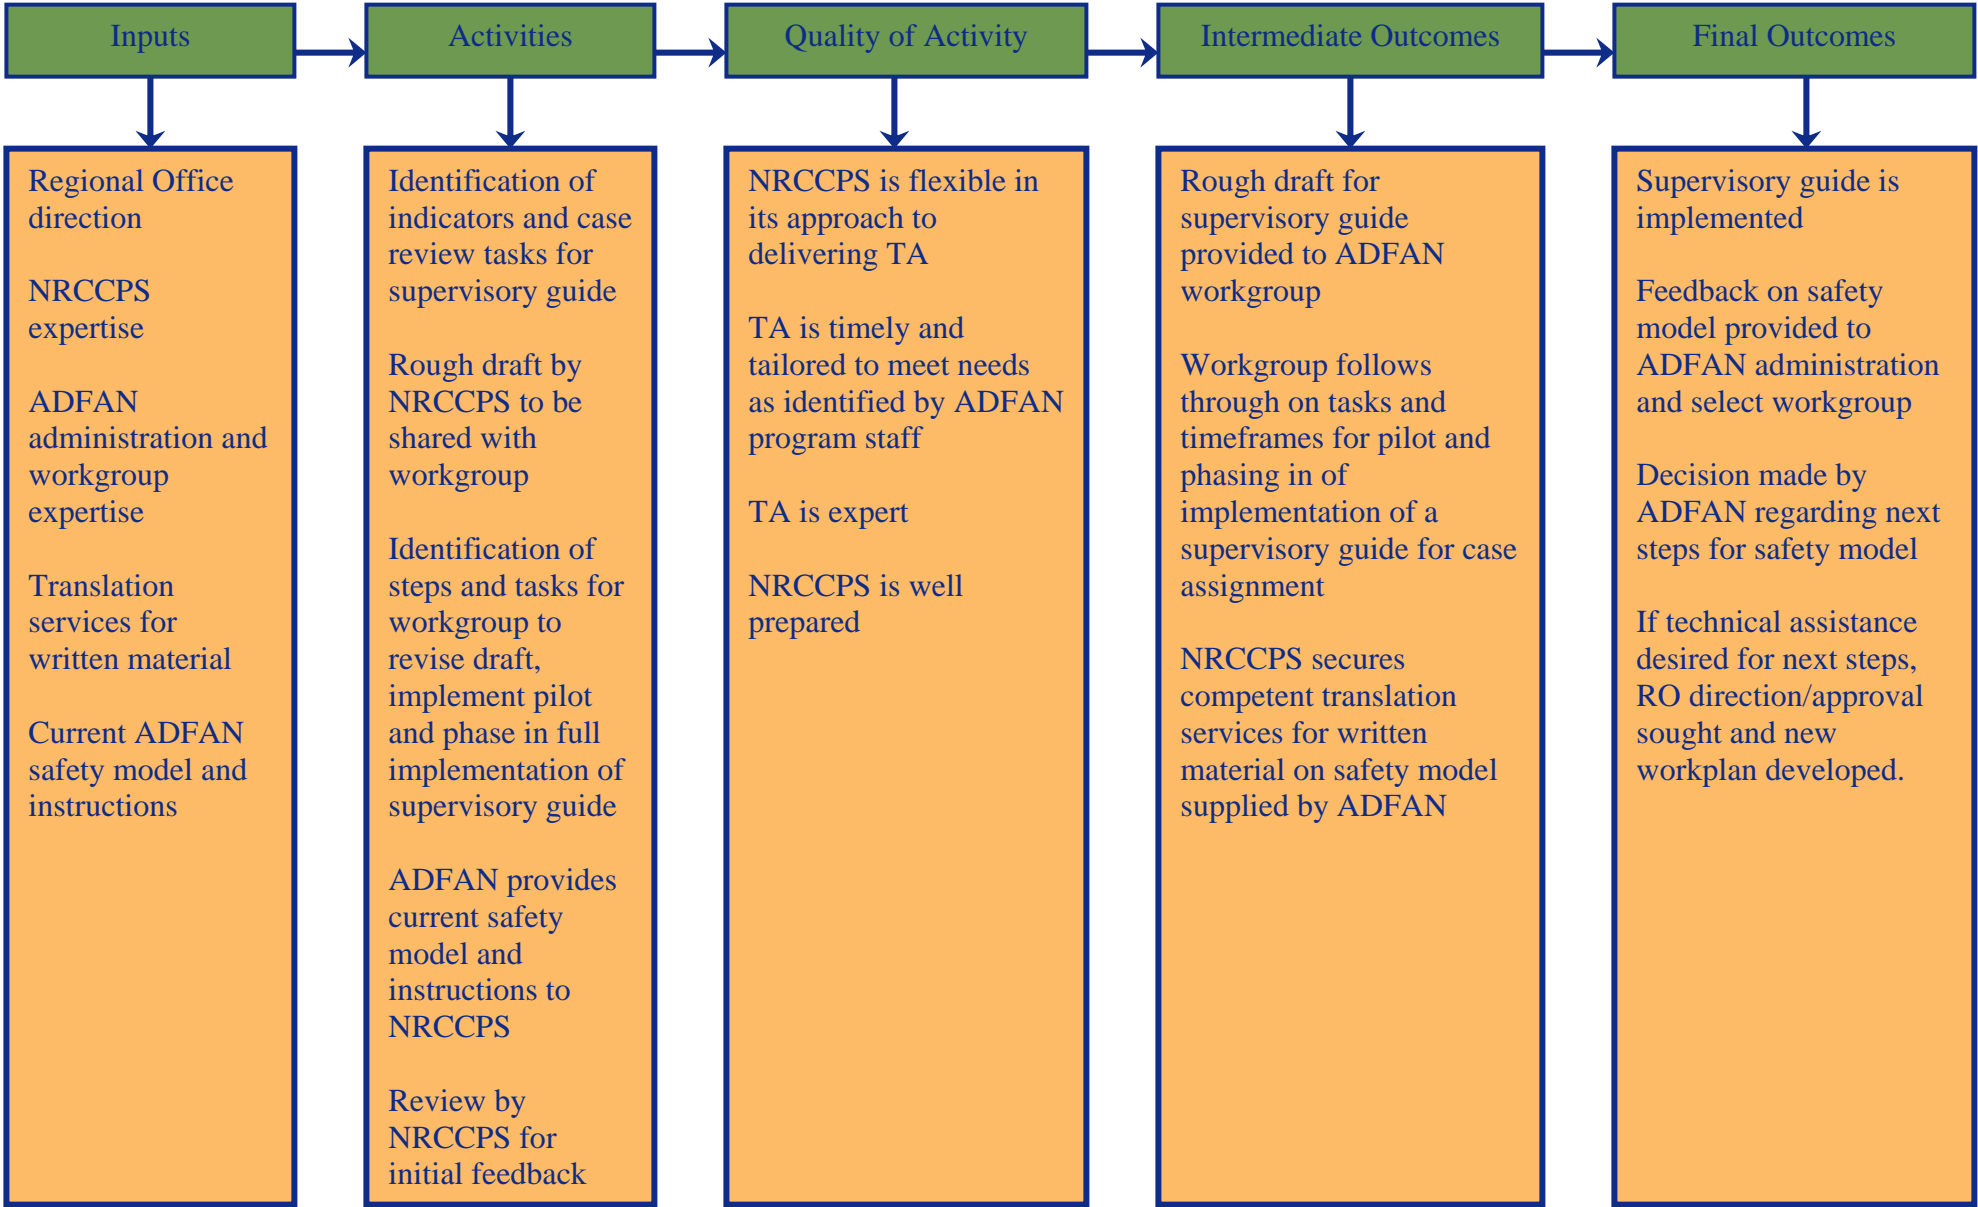 Inputs
Activities
Quality of Activity
Intermediate Outcomes
Final Outcomes
Regional Office
direction
NRCCPS
expertise
ADFAN
administration and
workgroup
expertise
Translation
services for
written material
Current ADFAN
safety model and
instructions
Identification of
indicators and case
review tasks for
supervisory guide
Rough draft by
NRCCPS to be
shared with
workgroup
Identification of
steps and tasks for
workgroup to
revise draft,
implement pilot
and phase in full
implementation of
supervisory guide
ADFAN provides
current safety
model and
instructions to
NRCCPS
Review by
NRCCPS for
initial feedback
NRCCPS is flexible in
its approach to
delivering TA
TA is timely and
tailored to meet needs
as identified by ADFAN
program staff
TA is expert
NRCCPS is well
prepared
Rough draft for
supervisory guide
provided to ADFAN
workgroup
Workgroup follows
through on tasks and
timeframes for pilot and
phasing in of
implementation of a
supervisory guide for case
assignment
NRCCPS secures
competent translation
services for written
material on safety model
supplied by ADFAN
Supervisory guide is
implemented
Feedback on safety
model provided to
ADFAN administration
and select workgroup
Decision made by
ADFAN regarding next
steps for safety model
If technical assistance
desired for next steps,
RO direction/approval
sought and new
workplan developed.